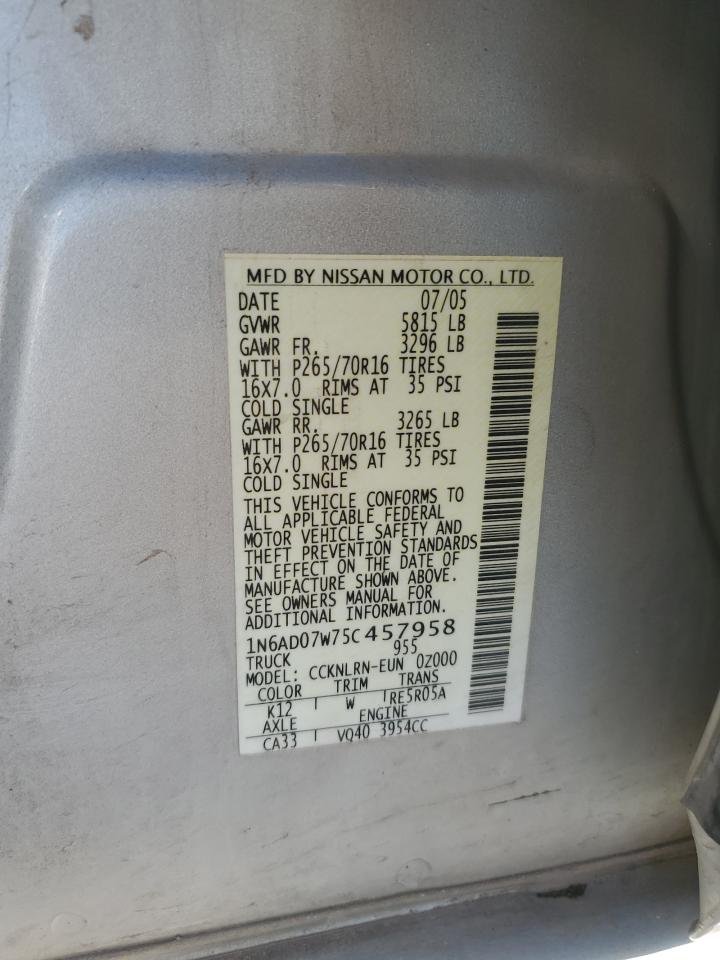 MFD BY NISSAN MOTOR CO., LTD.
DATE 07/05
GVWR 5815 LB
GAWR FR. 3296 LB
WITH P265/70R16 TIRES
16X7.0 RIMS AT 35 PSI
COLD SINGLE
GAWR RR. 3265 LB
WITH P265/70R16 TIRES
16X7.0 RIMS AT 35 PSI
COLD SINGLE
THIS VEHICLE CONFORMS TO
ALL APPLICABLE FEDERAL
MOTOR VEHICLE SAFETY AND
THEFT PREVENTION STANDARDS
IN EFFECT ON THE DATE OF
MANUFACTURE SHOWN ABOVE.
SEE OWNERS MANUAL FOR
ADDITIONAL INFORMATION.
1N6AD07W75C457958
TRUCK 955
MODEL: CCKNLRN-EUN 0Z000
COLOR TRIM TRANS
K12 | W | RE5R05A
AXLE ENGINE
CA33 | VQ40 3954CC